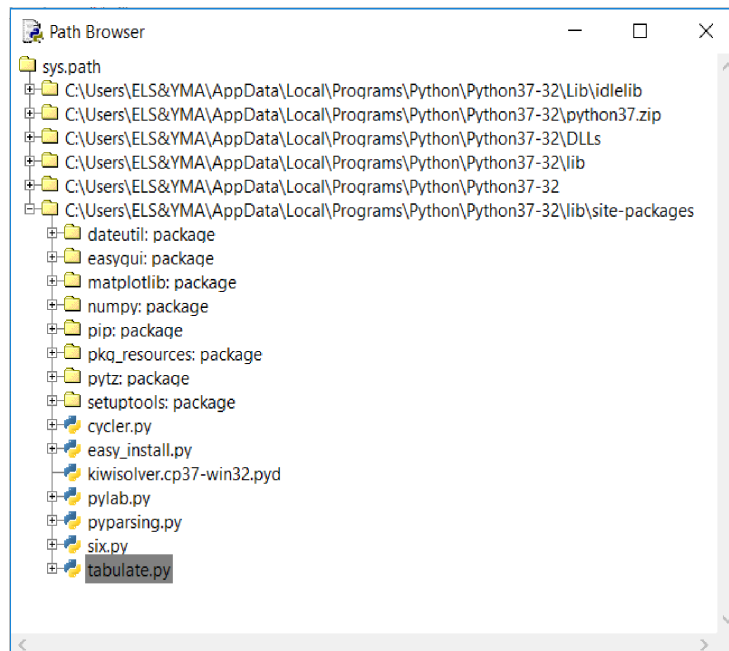 Path Browser
sys.path
C:\Users\ELS&YMA\AppData\Local\Programs\Python\Python37-32\Lib\idlelib
C:\Users\ELS&YMA\AppData\Local\Programs\Python\Python37-32\python37.zip
C:\Users\ELS&YMA\AppData\Local\Programs\Python\Python37-32\DLLs
C:\Users\ELS&YMA\AppData\Local\Programs\Python\Python37-32\lib
C:\Users\ELS&YMA\AppData\Local\Programs\Python\Python37-32
C:\Users\ELS&YMA\AppData\Local\Programs\Python\Python37-32\lib\site-packages
dateutil: package
easygui: package
matplotlib: package
numpy: package
pip: package
pkg_resources: package
pytz: package
setuptools: package
cycler.py
easy_install.py
kiwisolver.cp37-win32.pyd
pylab.py
pyparsing.py
six.py
tabulate.py